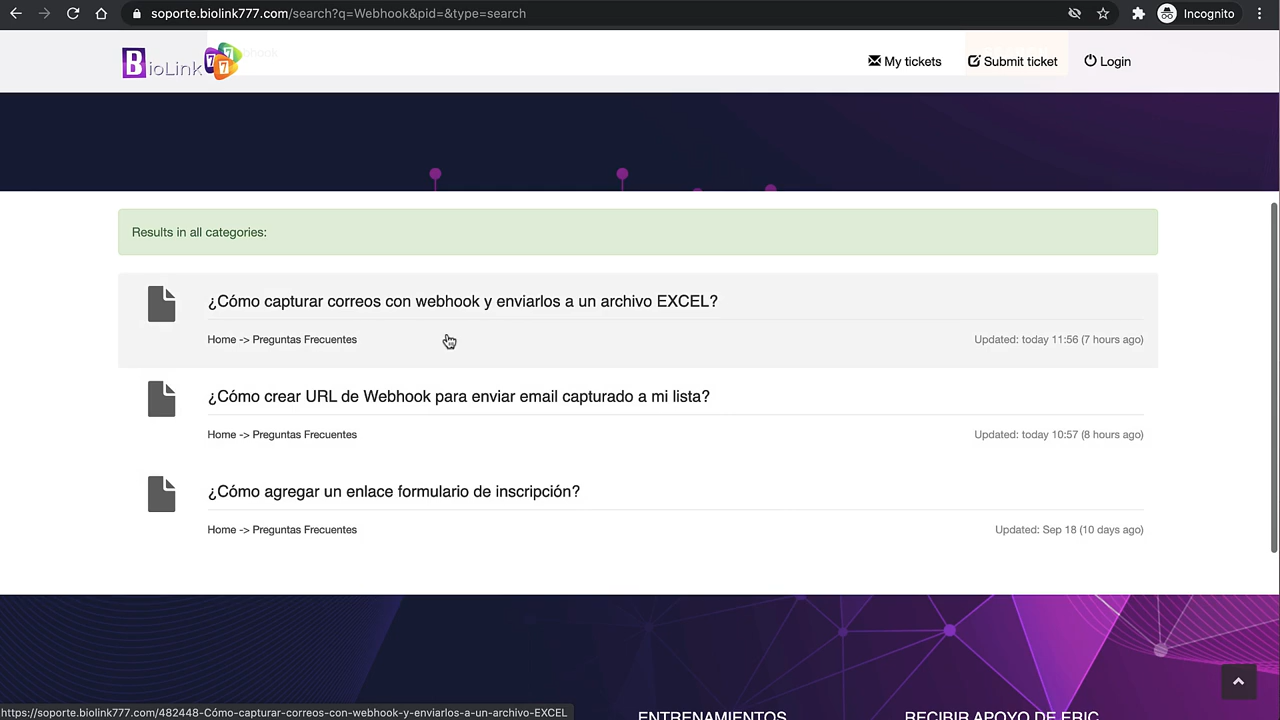 soporte.biolink777.com/search?q=Webhook&pid=&type=search
Incognito
BioLink 777
My tickets
Submit ticket
Login
Results in all categories:
¿Cómo capturar correos con webhook y enviarlos a un archivo EXCEL?
Home -> Preguntas Frecuentes
Updated: today 11:56 (7 hours ago)
¿Cómo crear URL de Webhook para enviar email capturado a mi lista?
Home -> Preguntas Frecuentes
Updated: today 10:57 (8 hours ago)
¿Cómo agregar un enlace formulario de inscripción?
Home -> Preguntas Frecuentes
Updated: Sep 18 (10 days ago)
https://soporte.biolink777.com/482448-Cómo-capturar-correos-con-webhook-y-enviarlos-a-un-archivo-EXCEL
ENTRENAMIENTOS
RECIBIR APOYO DE ERIC